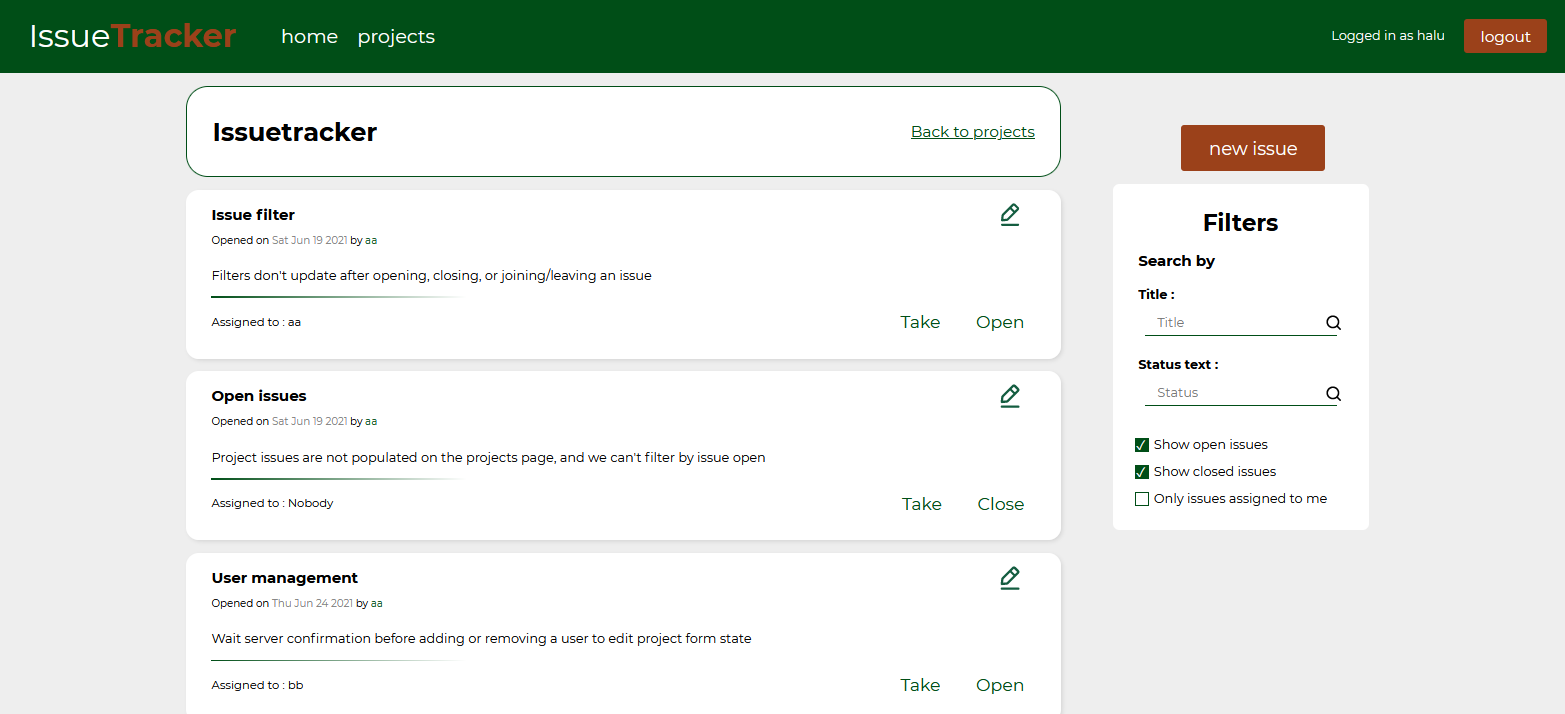 IssueTracker home projects Logged in as halu logout
Issuetracker Back to projects
new issue
Issue filter
Opened on Sat Jun 19 2021 by aa
Filters don't update after opening, closing, or joining/leaving an issue
Assigned to : aa Take Open
Open issues
Opened on Sat Jun 19 2021 by aa
Project issues are not populated on the projects page, and we can't filter by issue open
Assigned to : Nobody Take Close
User management
Opened on Thu Jun 24 2021 by aa
Wait server confirmation before adding or removing a user to edit project form state
Assigned to : bb Take Open
Filters
Search by
Title :
Title
Status text :
Status
Show open issues
Show closed issues
Only issues assigned to me